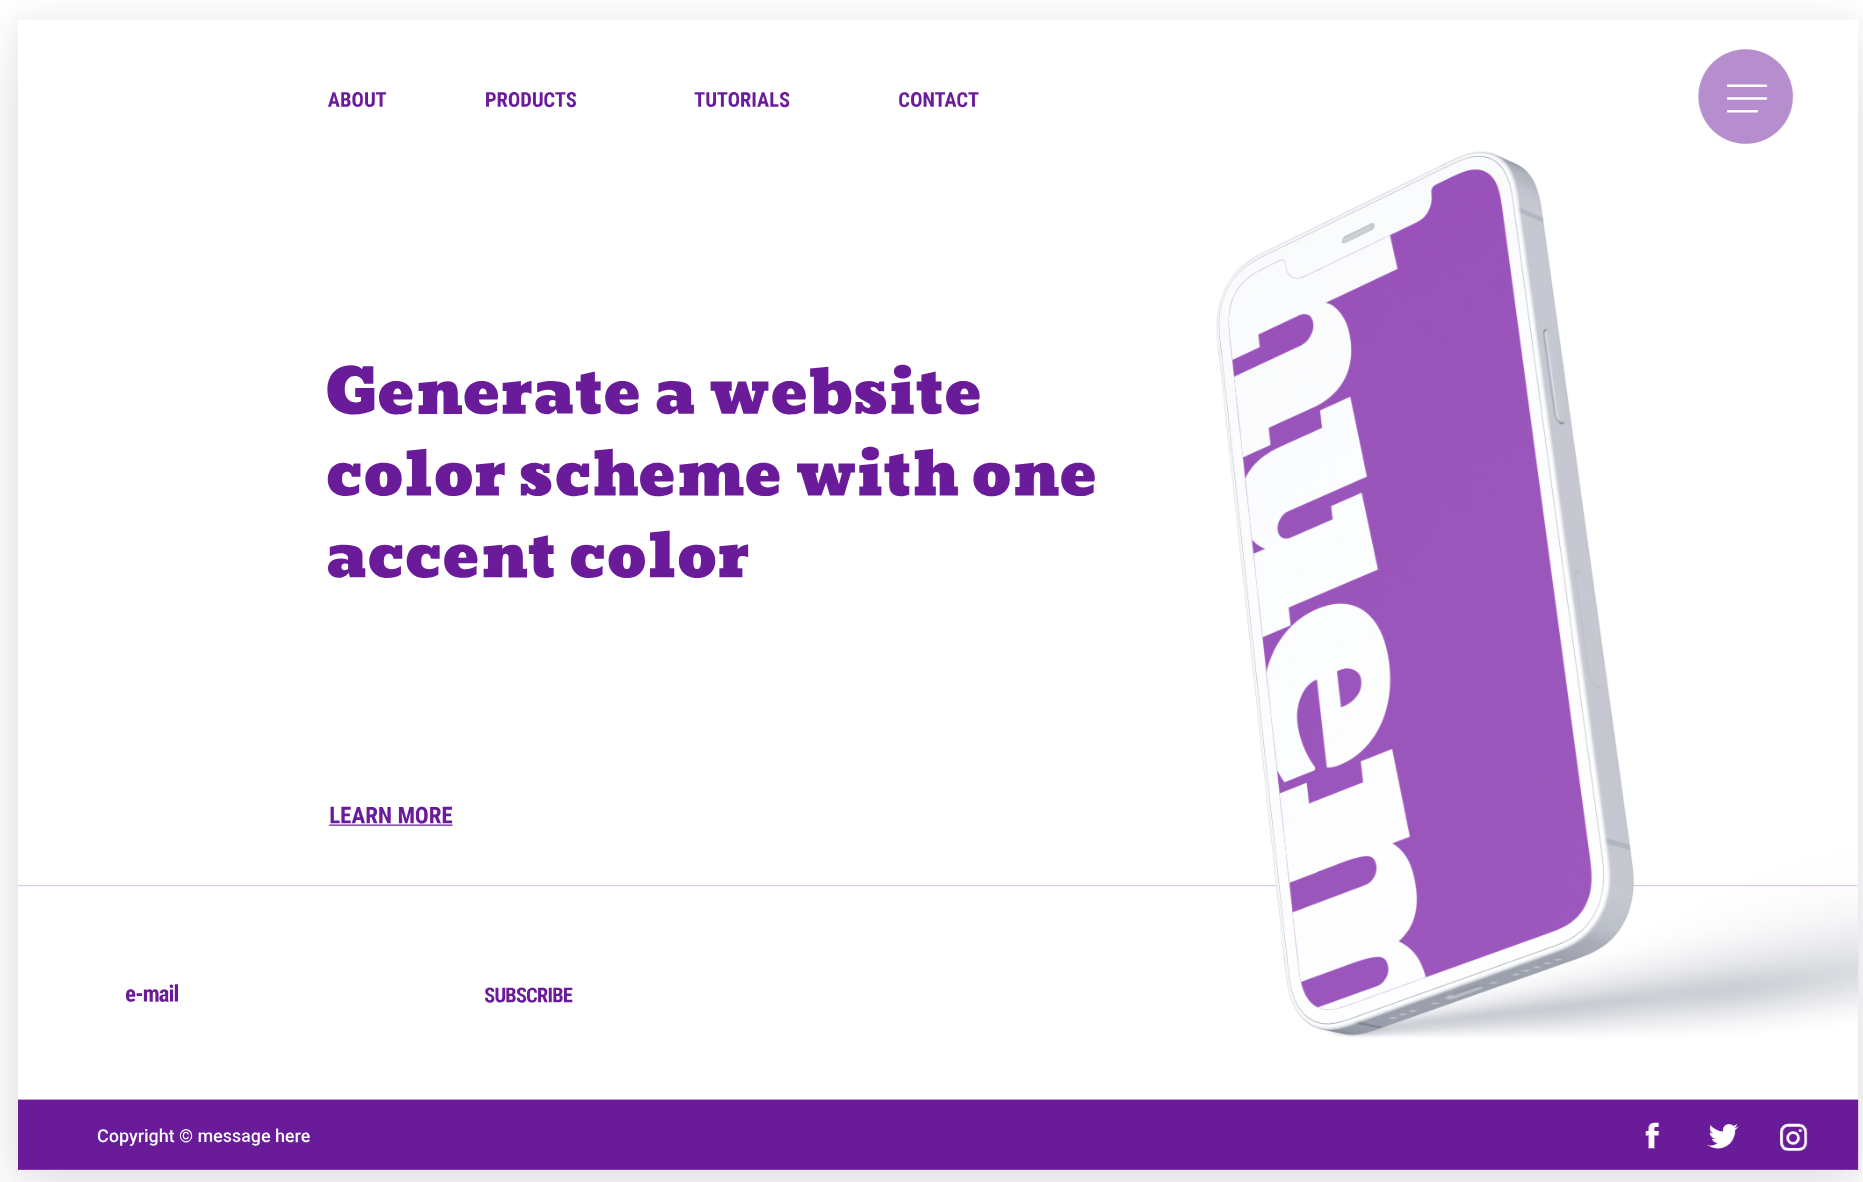 ABOUT PRODUCTS TUTORIALS CONTACT
Generate a website
color scheme with one
accent color
LEARN MORE
e-mail SUBSCRIBE
Copyright © message here